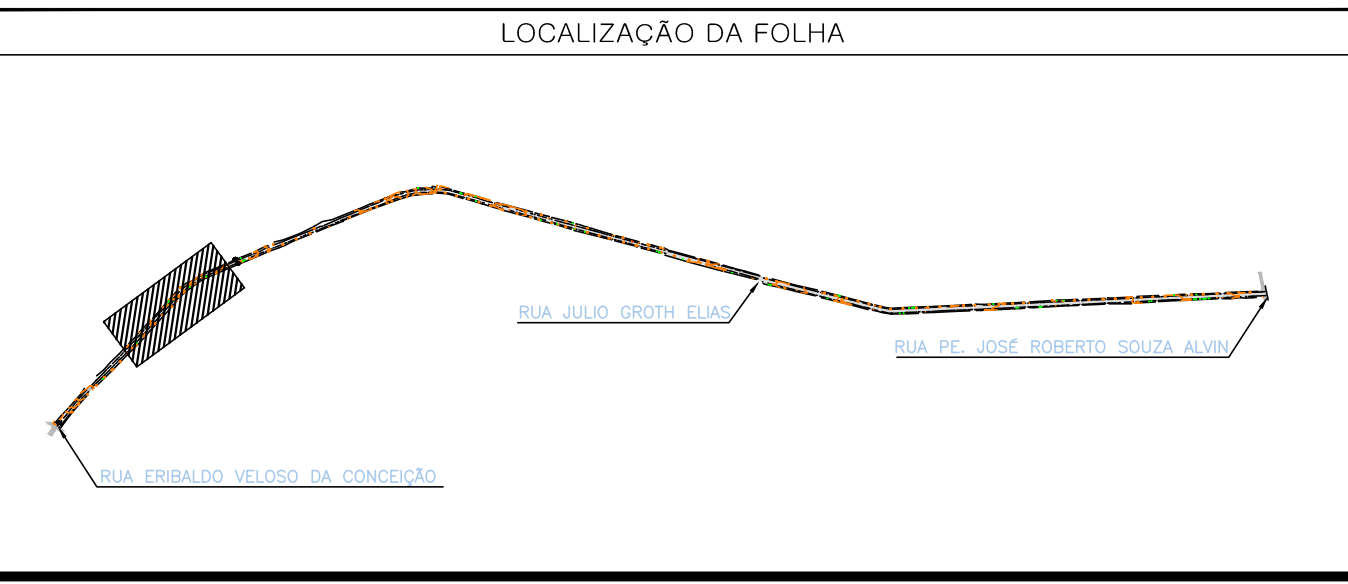 LOCALIZAÇÃO DA FOLHA
RUA JULIO GROTH ELIAS
RUA PE. JOSÉ ROBERTO SOUZA ALVIN
RUA ERIBALDO VELOSO DA CONCEIÇÃO